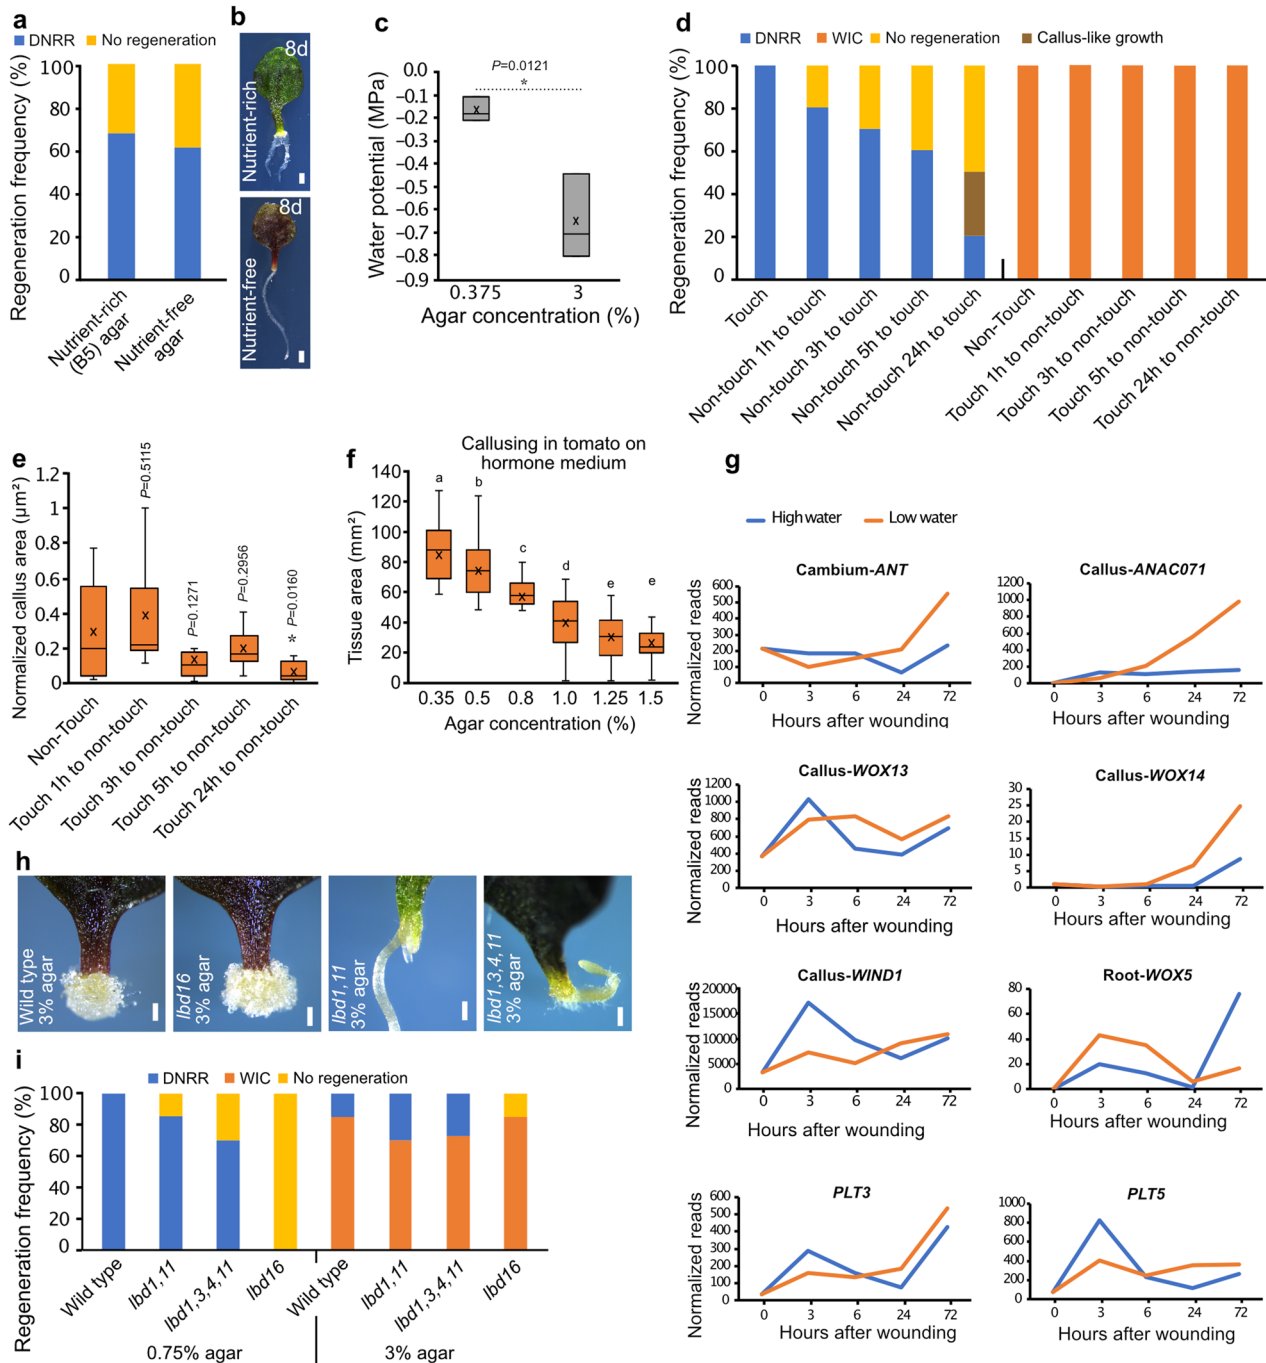 a
DNRR No regeneration
Regeneration frequency (%)
100
80
60
40
20
0
Nutrient-rich
(B5) agar
Nutrient-free
agar
b
8d
Nutrient-rich
8d
Nutrient-free
c
P=0.0121
*
Water potential (MPa)
0.0
−0.1
−0.2
−0.3
−0.4
−0.5
−0.6
−0.7
−0.8
−0.9
x
x
0.375 3
Agar concentration (%)
d
DNRR WIC No regeneration Callus-like growth
Regeneration frequency (%)
100
80
60
40
20
0
Touch
Non-touch 1h to touch
Non-touch 3h to touch
Non-touch 5h to touch
Non-touch 24h to touch
Non-Touch
Touch 1h to non-touch
Touch 3h to non-touch
Touch 5h to non-touch
Touch 24h to non-touch
e
Normalized callus area (µm²)
1.2
1
0.8
0.6
0.4
0.2
0
P=0.5115
P=0.1271
P=0.2956
* P=0.0160
x
x
x
x
x
Non-Touch
Touch 1h to non-touch
Touch 3h to non-touch
Touch 5h to non-touch
Touch 24h to non-touch
f
Callusing in tomato on
hormone medium
Tissue area (mm²)
140
120
100
80
60
40
20
0
a
b
c
d
e
e
x
x
x
x
x
x
0.35 0.5 0.8 1.0 1.25 1.5
Agar concentration (%)
g
High water Low water
Cambium-ANT
Normalized reads
600
500
400
300
200
100
0
0 3 6 24 72
Hours after wounding
Callus-ANAC071
1200
1000
800
600
400
200
0
0 3 6 24 72
Hours after wounding
Callus-WOX13
Normalized reads
1200
1000
800
600
400
200
0
0 3 6 24 72
Hours after wounding
Callus-WOX14
30
25
20
15
10
5
0
0 3 6 24 72
Hours after wounding
Callus-WIND1
Normalized reads
20000
15000
10000
5000
0
0 3 6 24 72
Hours after wounding
Root-WOX5
80
60
40
20
0
0 3 6 24 72
Hours after wounding
PLT3
Normalized reads
600
500
400
300
200
100
0
0 3 6 24 72
Hours after wounding
PLT5
1000
800
600
400
200
0
0 3 6 24 72
Hours after wounding
h
Wild type
3% agar
lbd16
3% agar
lbd1,11
3% agar
lbd1,3,4,11
3% agar
i
DNRR WIC No regeneration
Regeneration frequency (%)
100
80
60
40
20
0
Wild type
lbd1,11
lbd1,3,4,11
lbd16
Wild type
lbd1,11
lbd1,3,4,11
lbd16
0.75% agar 3% agar